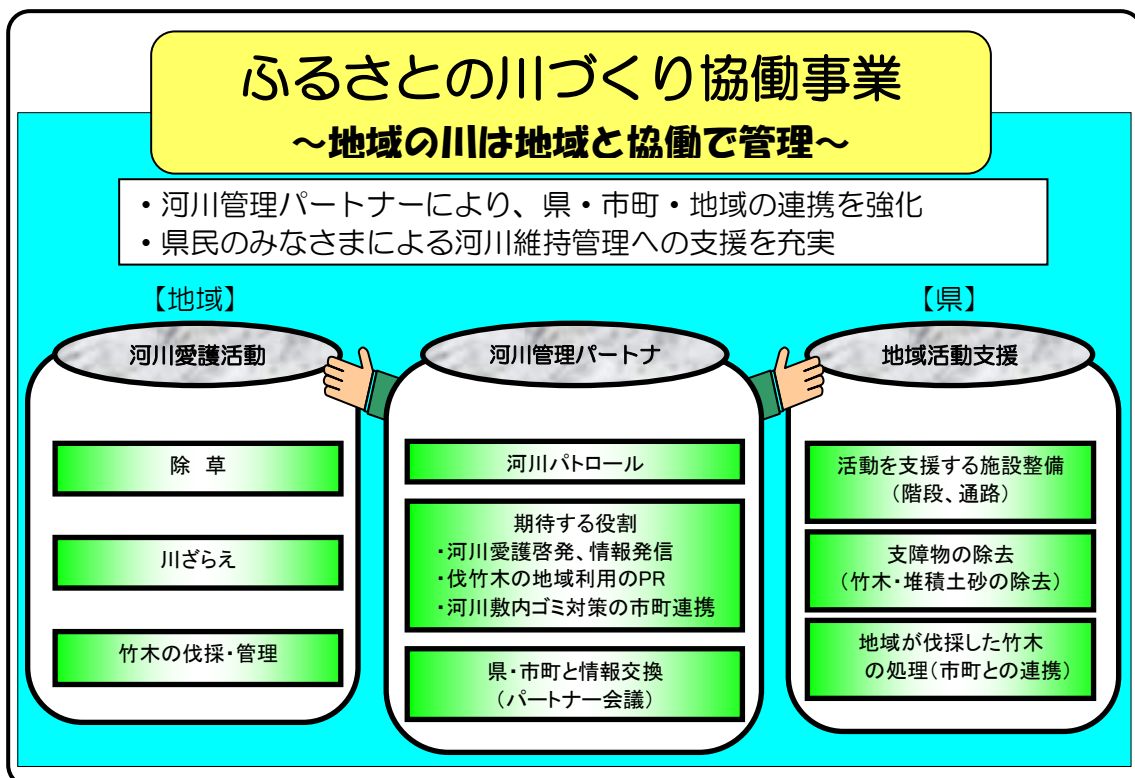 ふるさとの川づくり協働事業
～地域の川は地域と協働で管理～
・河川管理パートナーにより、県・市町・地域の連携を強化
・県民のみなさまによる河川維持管理への支援を充実
【地域】
河川愛護活動
除 草
川ざらえ
竹木の伐採・管理
河川管理パートナ
河川パトロール
期待する役割
・河川愛護啓発、情報発信
・伐竹木の地域利用のPR
・河川敷内ゴミ対策の市町連携
県・市町と情報交換
（パートナー会議）
【県】
地域活動支援
活動を支援する施設整備
（階段、通路）
支障物の除去
（竹木・堆積土砂の除去）
地域が伐採した竹木
の処理（市町との連携）